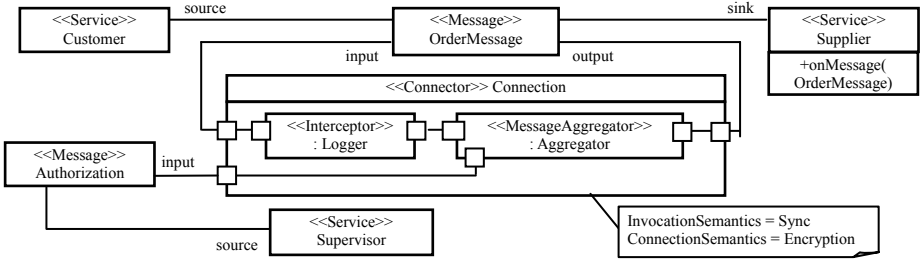 source
sink
<<Service>>
Customer
<<Message>>
OrderMessage
<<Service>>
Supplier
+onMessage(
OrderMessage)
input
output
<<Connector>> Connection
<<Interceptor>>
: Logger
<<MessageAggregator>>
: Aggregator
<<Message>>
Authorization
input
<<Service>>
Supervisor
source
InvocationSemantics = Sync
ConnectionSemantics = Encryption